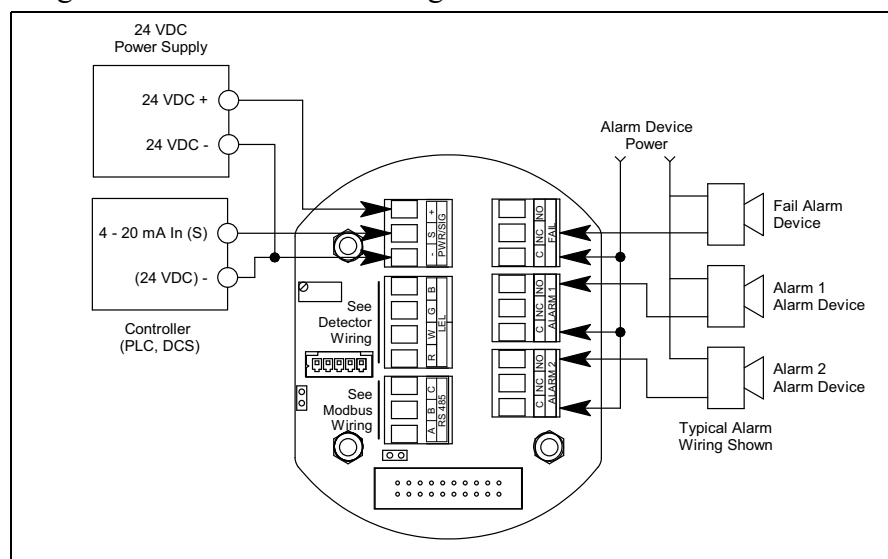 24 VDC
Power Supply
24 VDC +
24 VDC -
4 - 20 mA In (S)
(24 VDC) -
Controller
(PLC, DCS)
- S +
PWR/SIG
See
Detector
Wiring
R W G B
LEL
See
Modbus
Wiring
A B C
RS 485
C NC NO
FAIL
C NC NO
ALARM 1
C NC NO
ALARM 2
Alarm Device
Power
Fail Alarm
Device
Alarm 1
Alarm Device
Alarm 2
Alarm Device
Typical Alarm
Wiring Shown